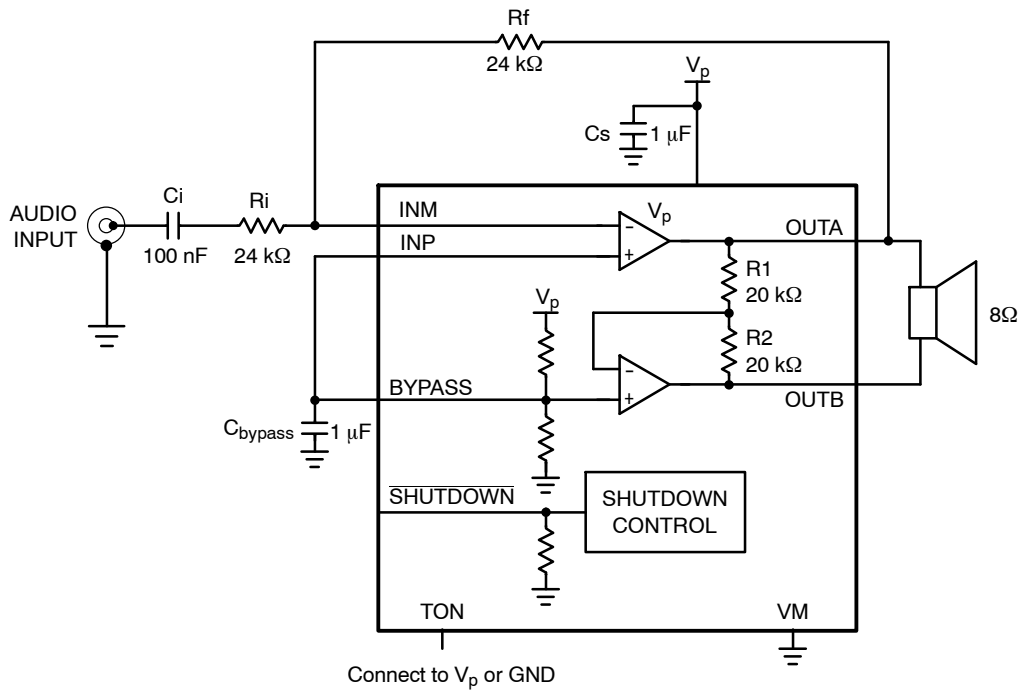 Rf
24 kΩ
Vp
Cs
1 μF
AUDIO
INPUT
Ci
100 nF
Ri
24 kΩ
INM
INP
Vp
-
+
OUTA
R1
20 kΩ
R2
20 kΩ
8Ω
Vp
-
+
BYPASS
OUTB
Cbypass
1 μF
SHUTDOWN
SHUTDOWN
CONTROL
TON
VM
Connect to Vp or GND